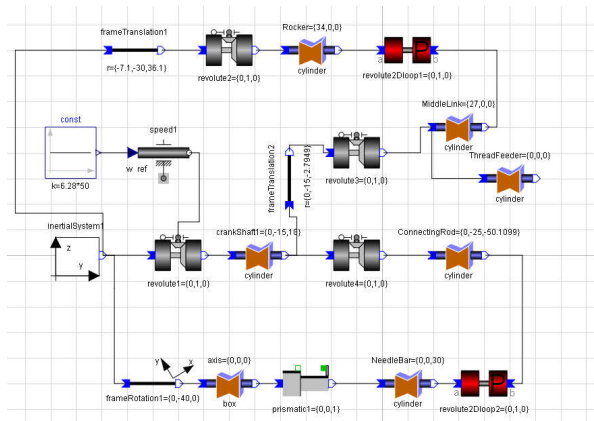 frameTranslation1
Rocker={34,0,0}
cylinder
r={-7.1,-30,36.1}
revolute2={0,1,0}
a
b
revolute2Dloop1={0,1,0}
const
k=6.28*50
speed1
w_ref
frameTranslation2
r={0,-15,-2.7949}
revolute3={0,1,0}
MiddleLink={27,0,0}
cylinder
ThreadFeeder={0,0,0}
cylinder
inertialSystem1
z
y
revolute1={0,1,0}
crankShaft1={0,-15,16}
cylinder
revolute4={0,1,0}
ConnectingRod={0,-25,-50.1099}
cylinder
y
x
frameRotation1={0,-40,0}
axis={0,0,0}
box
prismatic1={0,0,1}
NeedleBar={0,0,30}
cylinder
a
b
revolute2Dloop2={0,1,0}